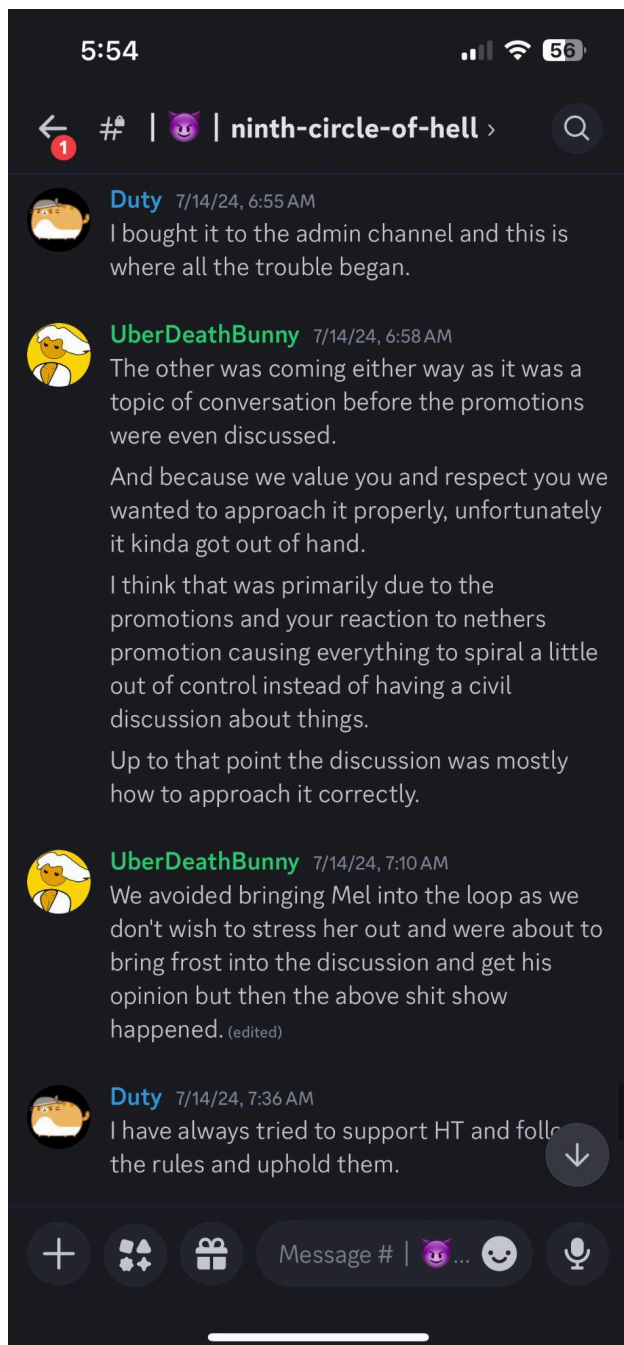 5:54
56
1
# | 😈 | ninth-circle-of-hell ›
Duty 7/14/24, 6:55 AM
I bought it to the admin channel and this is
where all the trouble began.
UberDeathBunny 7/14/24, 6:58 AM
The other was coming either way as it was a
topic of conversation before the promotions
were even discussed.
And because we value you and respect you we
wanted to approach it properly, unfortunately
it kinda got out of hand.
I think that was primarily due to the
promotions and your reaction to nethers
promotion causing everything to spiral a little
out of control instead of having a civil
discussion about things.
Up to that point the discussion was mostly
how to approach it correctly.
UberDeathBunny 7/14/24, 7:10 AM
We avoided bringing Mel into the loop as we
don't wish to stress her out and were about to
bring frost into the discussion and get his
opinion but then the above shit show
happened. (edited)
Duty 7/14/24, 7:36 AM
I have always tried to support HT and
the rules and uphold them.
Message # | 😈...